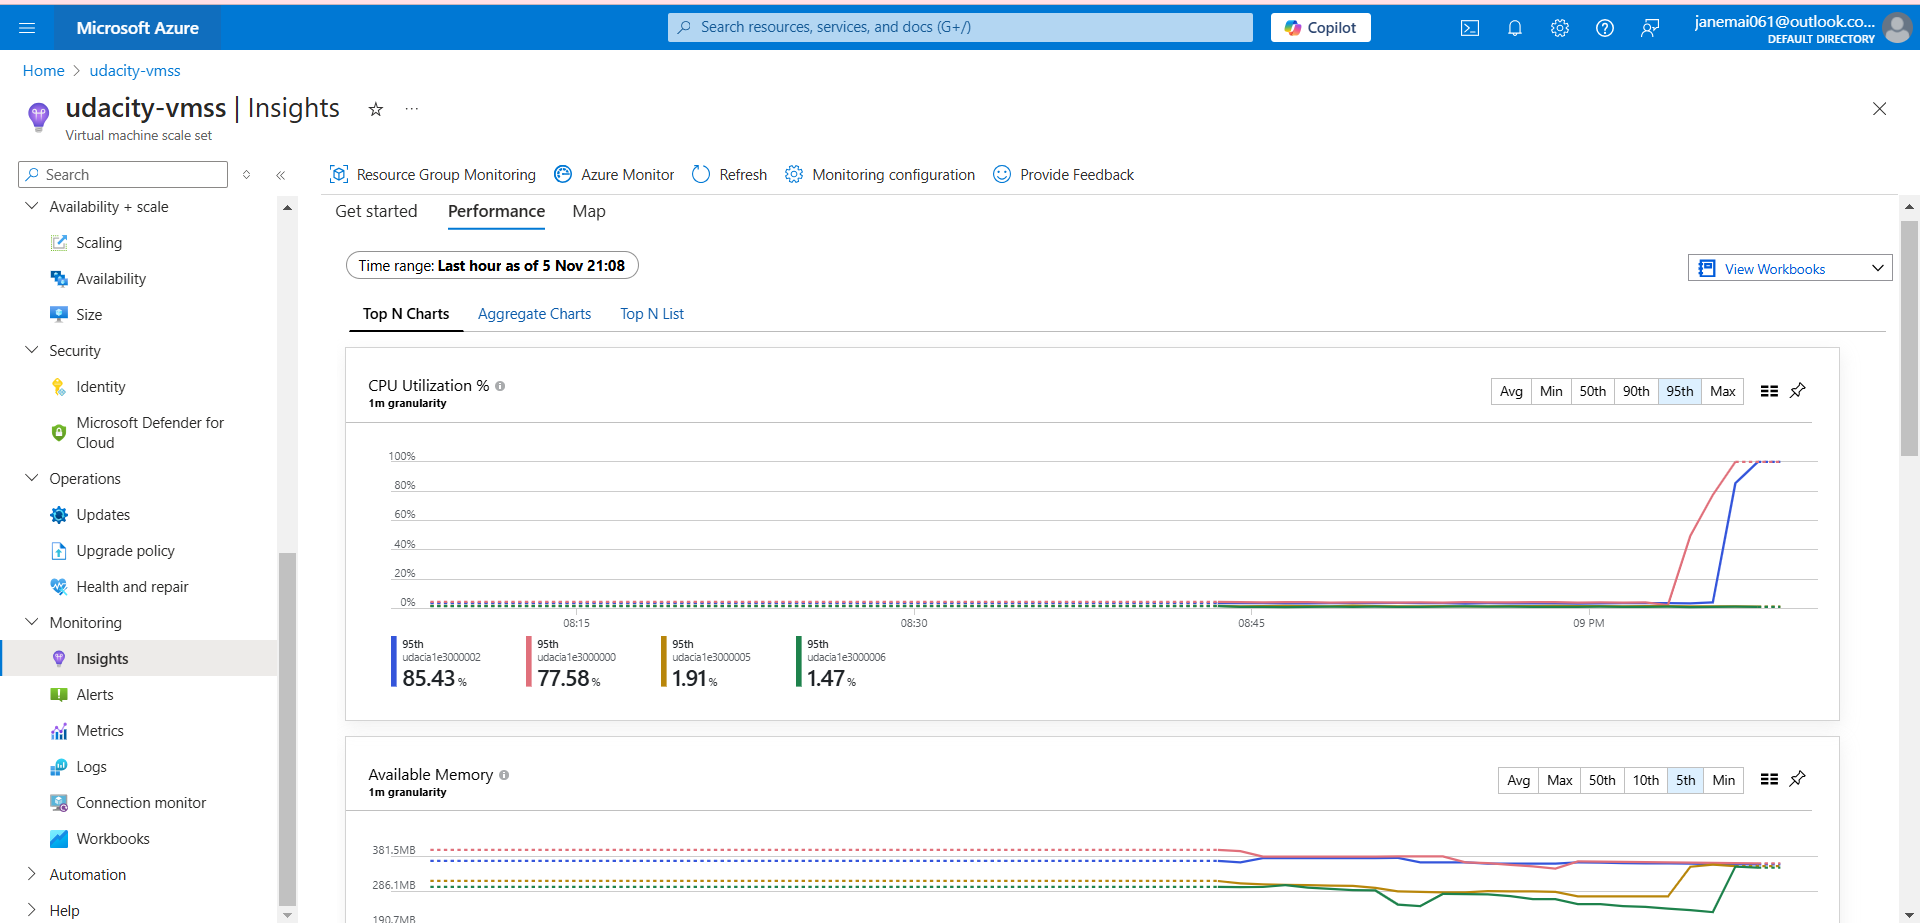 Microsoft Azure
Search resources, services, and docs (G+/)
Copilot
janemai061@outlook.co...
DEFAULT DIRECTORY
Home > udacity-vmss
udacity-vmss | Insights
Virtual machine scale set
Search
Availability + scale
Scaling
Availability
Size
Security
Identity
Microsoft Defender for
Cloud
Operations
Updates
Upgrade policy
Health and repair
Monitoring
Insights
Alerts
Metrics
Logs
Connection monitor
Workbooks
Automation
Help
Resource Group Monitoring
Azure Monitor
Refresh
Monitoring configuration
Provide Feedback
Get started
Performance
Map
Time range: Last hour as of 5 Nov 21:08
View Workbooks
Top N Charts
Aggregate Charts
Top N List
CPU Utilization %
1m granularity
Avg Min 50th 90th 95th Max
100%
80%
60%
40%
20%
0%
08:15 08:30 08:45 09 PM
95th
udacia1e3000002
85.43 %
95th
udacia1e3000000
77.58 %
95th
udacia1e3000005
1.91 %
95th
udacia1e3000006
1.47 %
Available Memory
1m granularity
Avg Max 50th 10th 5th Min
381.5MB
286.1MB
190.7MB